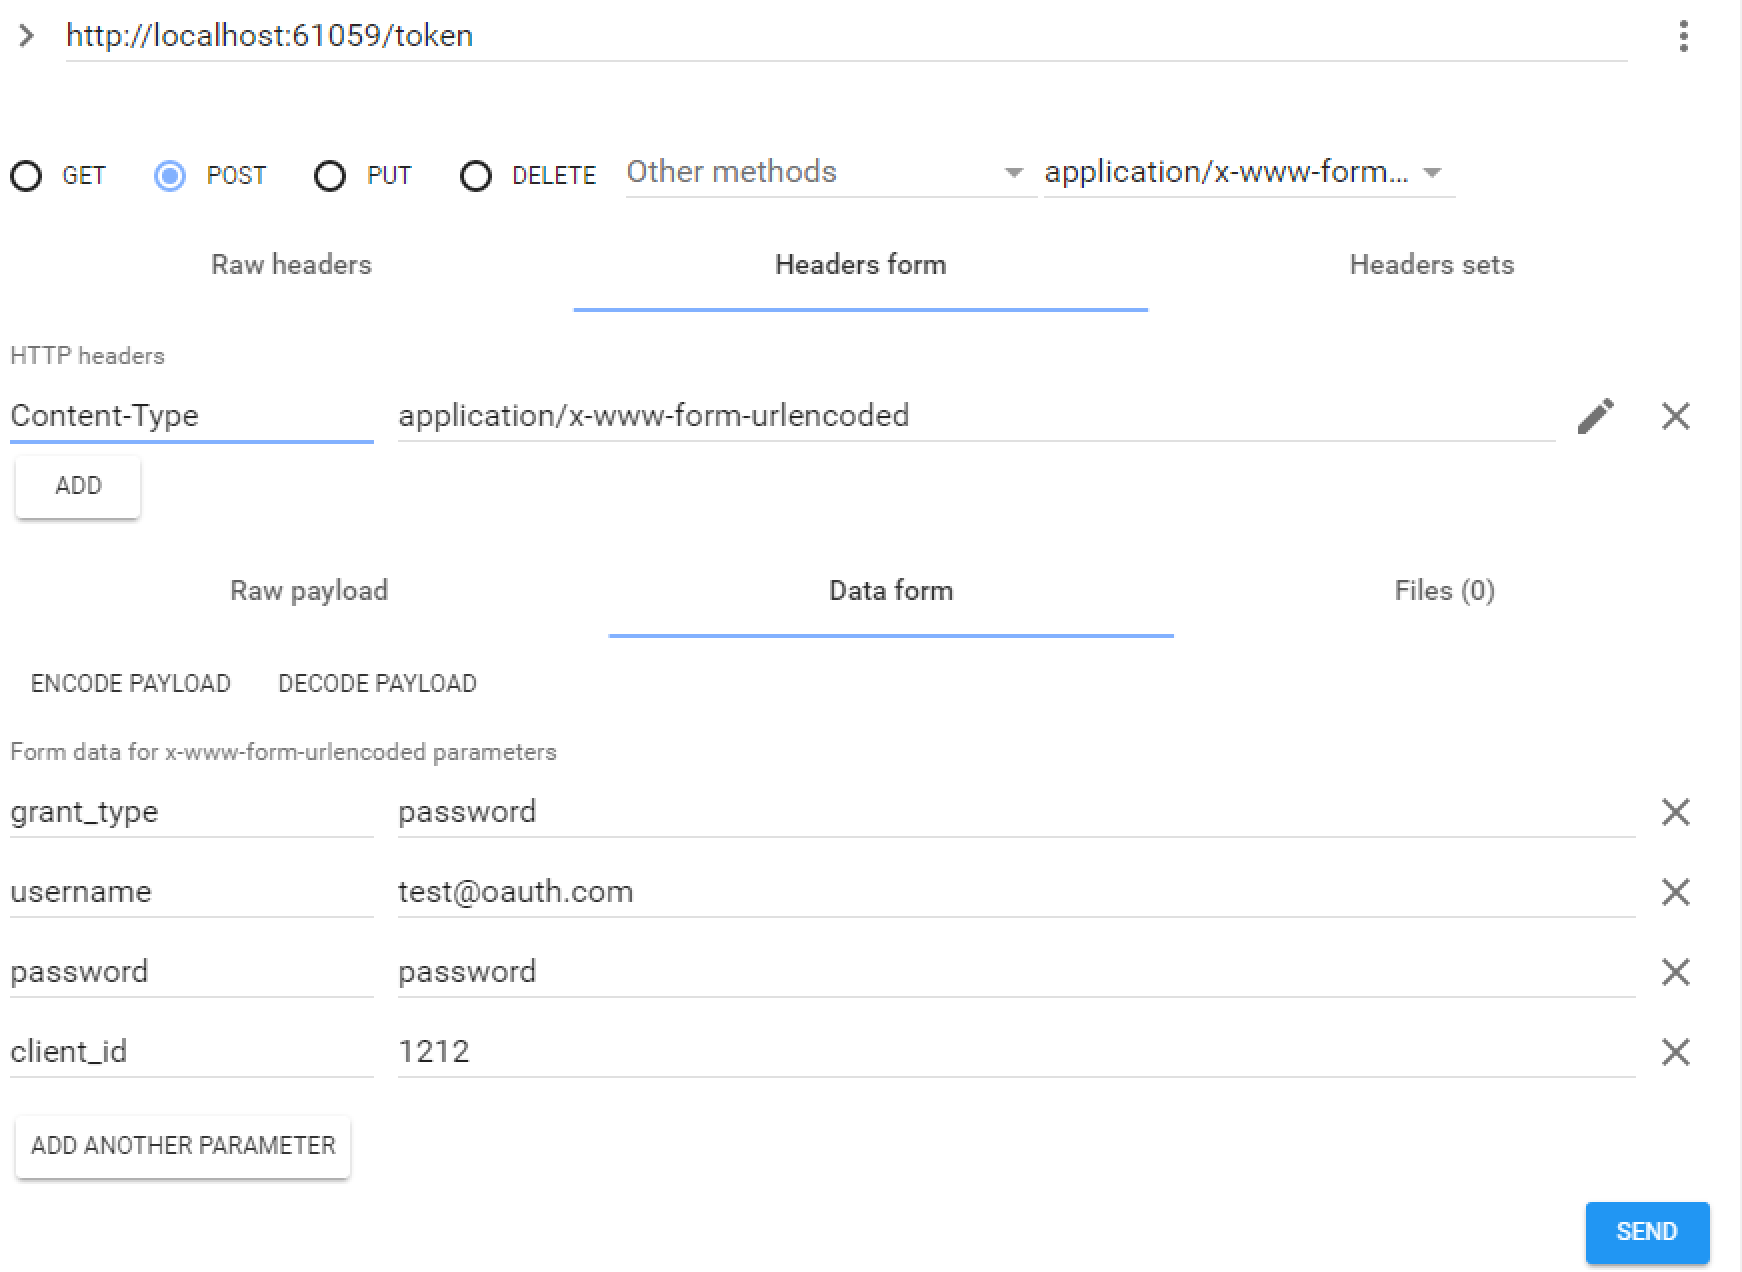 http://localhost:61059/token
GET POST PUT DELETE Other methods application/x-www-form...
Raw headers Headers form Headers sets
HTTP headers
Content-Type application/x-www-form-urlencoded
ADD
Raw payload Data form Files (0)
ENCODE PAYLOAD DECODE PAYLOAD
Form data for x-www-form-urlencoded parameters
grant_type password
username test@oauth.com
password password
client_id 1212
ADD ANOTHER PARAMETER
SEND